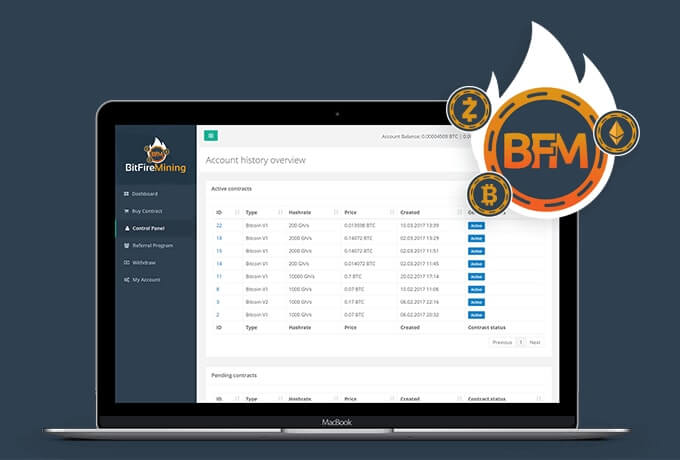 BFM
BFM
BitFireMining
Account Balance: 0.00004509 BTC | 0.0
Account history overview
Dashboard
Buy Contract
Control Panel
Referral Program
Withdraw
My Account
Active contracts
ID Type Hashrate Price Created
22 Bitcoin V1 200 Gh/s 0.013998 BTC 10.03.2017 13:39 Active
Bitcoin V1 2000 Gh/s 0.14072 BTC 02.03.2017 13:29 Active
15 Bitcoin V1 2000 Gh/s 0.14072 BTC 02.03.2017 11:51 Active
14 Bitcoin V1 200 Gh/s 0.014072 BTC 02.03.2017 11:45 Active
11 Bitcoin V1 10000 Gh/s 0.7 BTC 20.02.2017 17:14 Active
8 Bitcoin V1 1000 Gh/s 0.07 BTC 10.02.2017 11:06 Active
3 Bitcoin V2 1000 Gh/s 0.17 BTC 06.02.2017 22:16 Active
2 Bitcoin V1 1000 Gh/s 0.07 BTC 06.02.2017 20:32 Active
ID Type Hashrate Price Created Contract status
Previous 1 Next
Pending contracts
ID Type Hashrate Price Created Contract status
MacBook